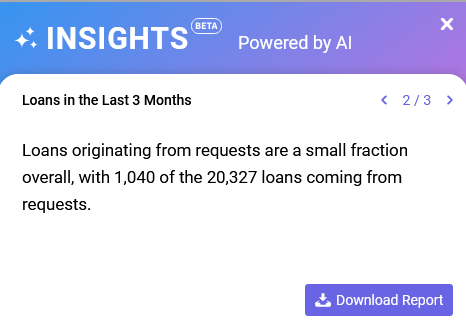 INSIGHTS BETA Powered by AI
Loans in the Last 3 Months 2 / 3
Loans originating from requests are a small fraction
overall, with 1,040 of the 20,327 loans coming from
requests.
Download Report